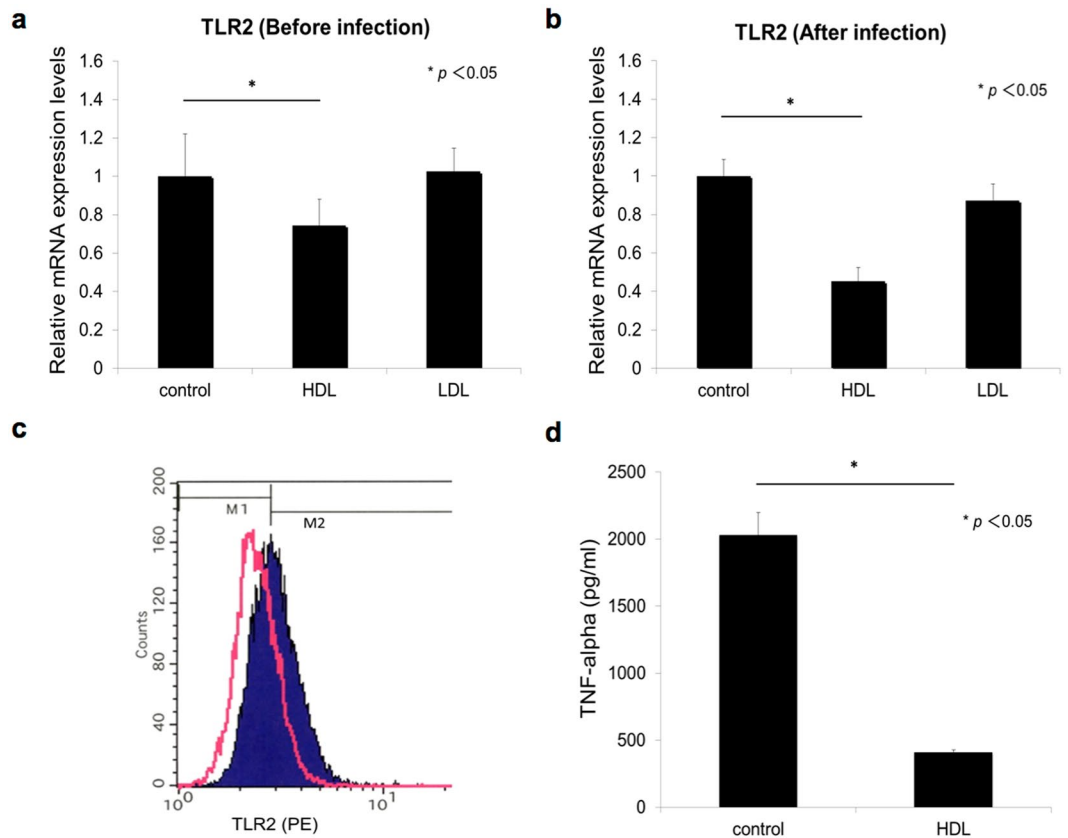 a
TLR2 (Before infection)
Relative mRNA expression levels
1.6
1.4
1.2
1
0.8
0.6
0.4
0.2
0
*
* p <0.05
control HDL LDL
b
TLR2 (After infection)
Relative mRNA expression levels
1.6
1.4
1.2
1
0.8
0.6
0.4
0.2
0
*
* p <0.05
control HDL LDL
c
Counts
200
160
120
80
40
0
M1
M2
10⁰ 10¹
TLR2 (PE)
d
TNF-alpha (pg/ml)
2500
2000
1500
1000
500
0
*
* p <0.05
control HDL